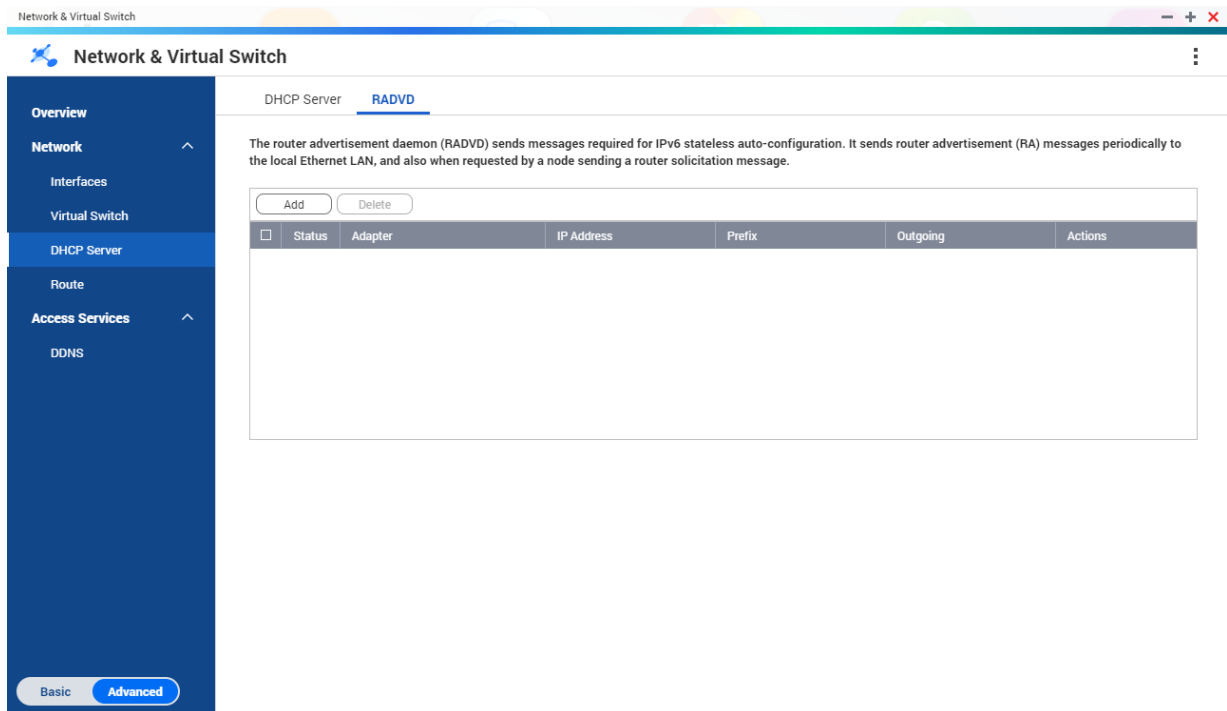 Network & Virtual Switch
Network & Virtual Switch
Overview
Network
Interfaces
Virtual Switch
DHCP Server
Route
Access Services
DDNS
Basic
Advanced
DHCP Server
RADVD
The router advertisement daemon (RADVD) sends messages required for IPv6 stateless auto-configuration. It sends router advertisement (RA) messages periodically to
the local Ethernet LAN, and also when requested by a node sending a router solicitation message.
Add
Delete
Status Adapter IP Address Prefix Outgoing Actions